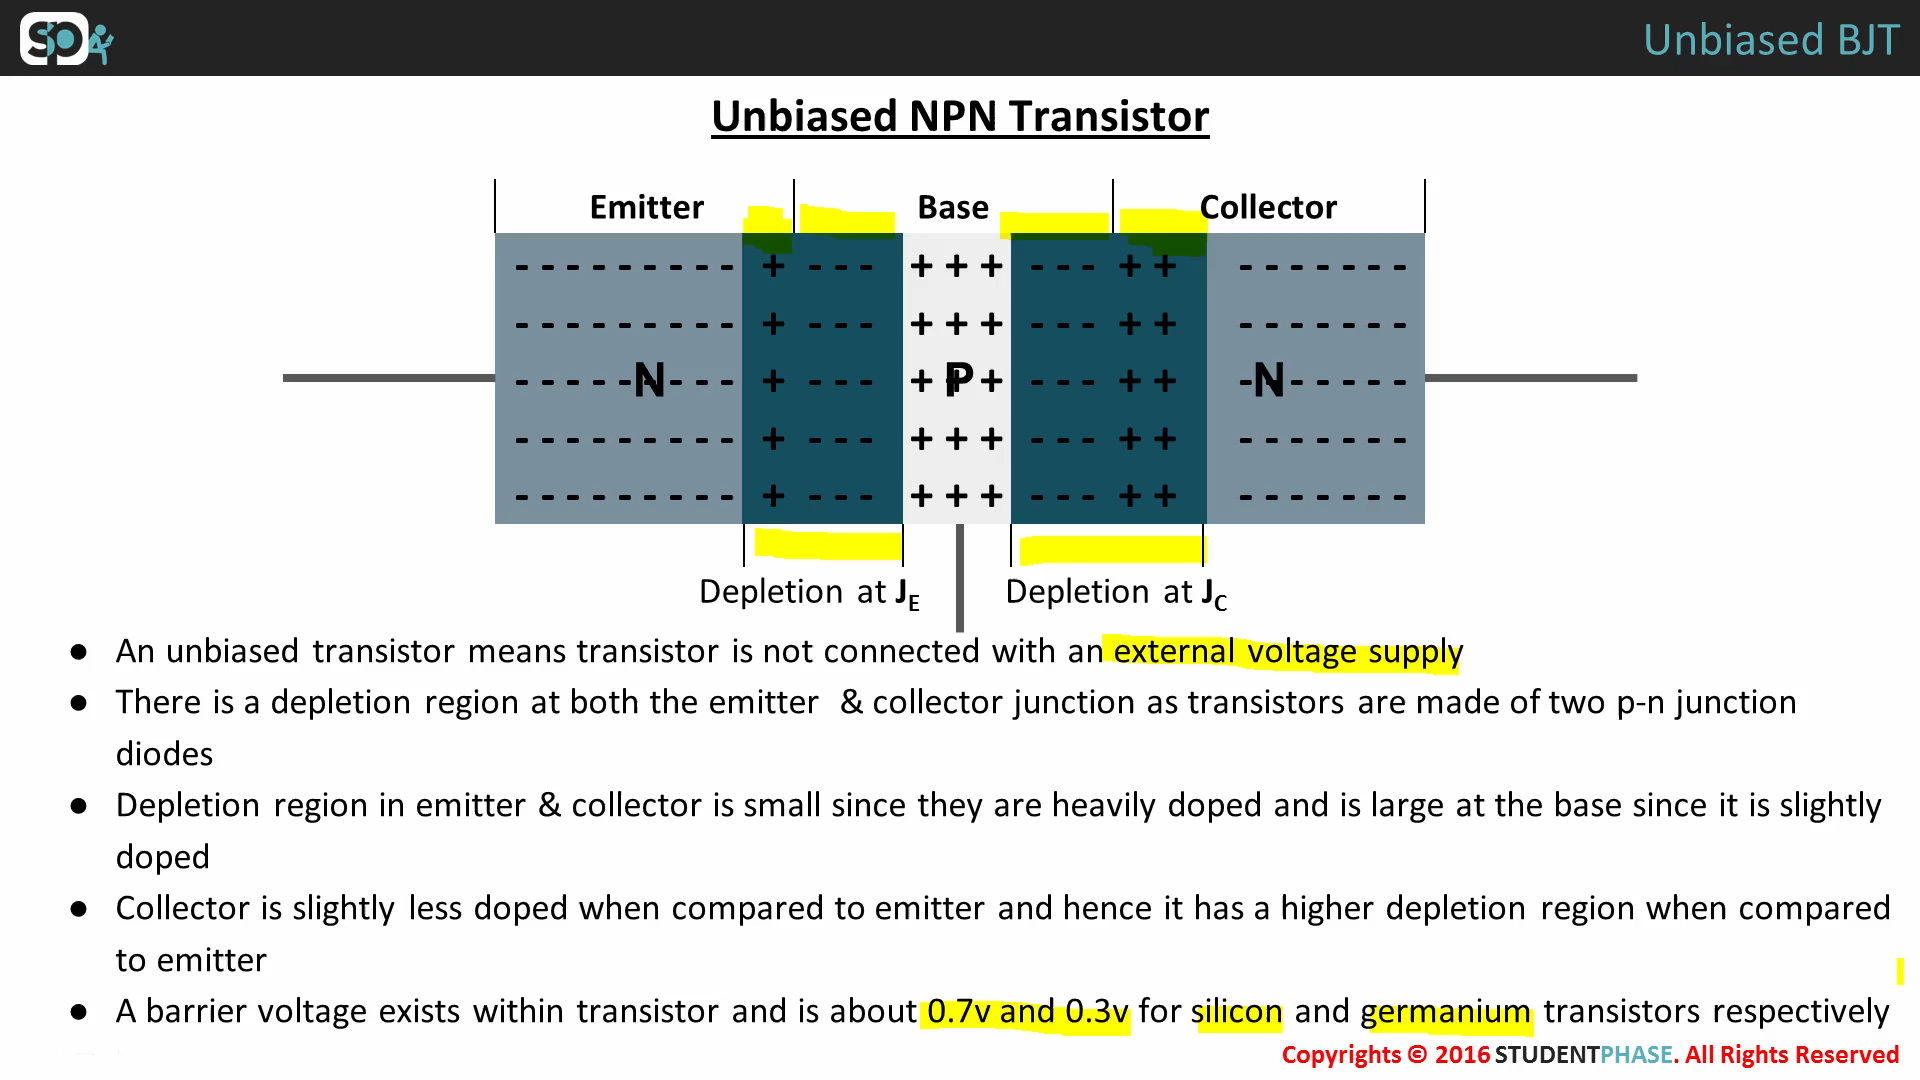 SP
Unbiased BJT
Unbiased NPN Transistor
Emitter Base Collector
- - - - - - - - - + - - - + + + - - - + + - - - - - - -
- - - - - - - - - + - - - + + + - - - + + - - - - - - -
- - - - - N - - - + - - - + P + - - - + + - N - - - - -
- - - - - - - - - + - - - + + + - - - + + - - - - - - -
- - - - - - - - - + - - - + + + - - - + + - - - - - - -
Depletion at JE Depletion at JC
● An unbiased transistor means transistor is not connected with an external voltage supply
● There is a depletion region at both the emitter & collector junction as transistors are made of two p-n junction
diodes
● Depletion region in emitter & collector is small since they are heavily doped and is large at the base since it is slightly
doped
● Collector is slightly less doped when compared to emitter and hence it has a higher depletion region when compared
to emitter
● A barrier voltage exists within transistor and is about 0.7v and 0.3v for silicon and germanium transistors respectively
Copyrights © 2016 STUDENTPHASE. All Rights Reserved